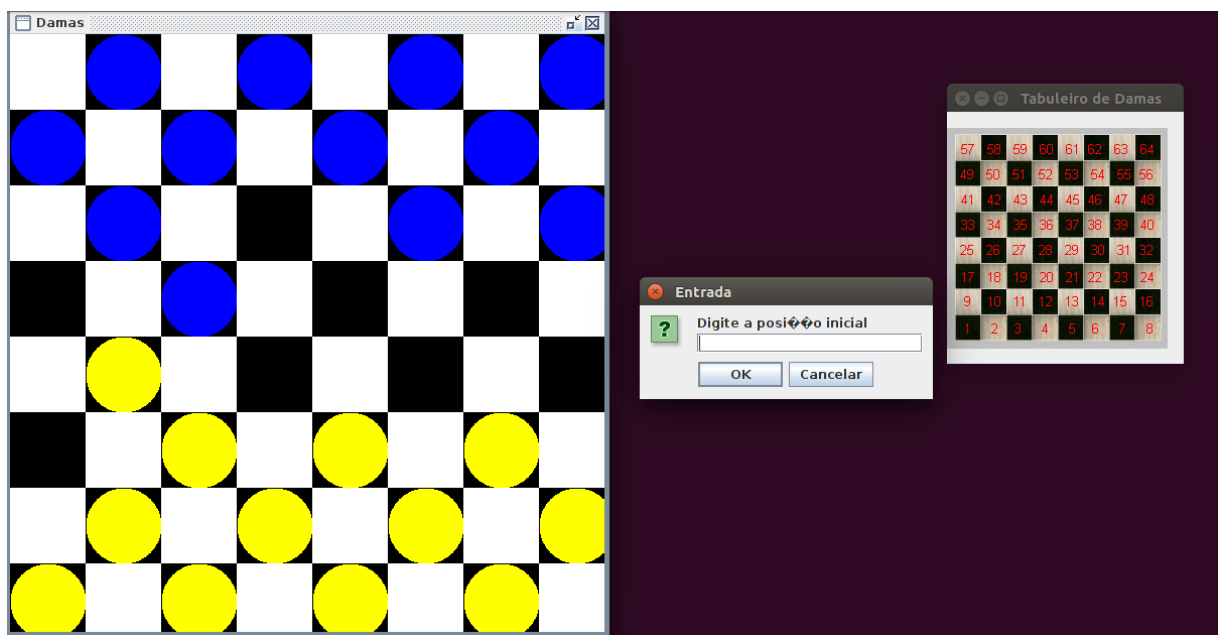 Damas
Tabuleiro de Damas
57 58 59 60 61 62 63 64
49 50 51 52 53 54 55 56
41 42 43 44 45 46 47 48
33 34 35 36 37 38 39 40
25 26 27 28 29 30 31 32
17 18 19 20 21 22 23 24
9 10 11 12 13 14 15 16
1 2 3 4 5 6 7 8
Entrada
? Digite a posi��o inicial
OK Cancelar